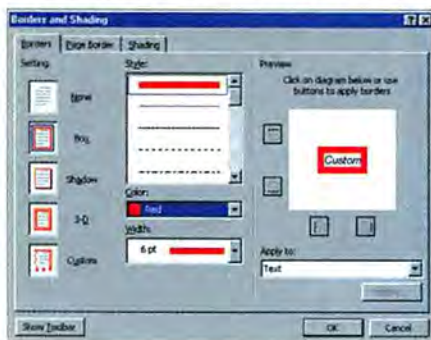 Borders and Shading
Borders
Page Border
Shading
Setting:
None
Box
Shadow
3-D
Custom
Style:
Color:
Red
Width:
6 pt
Preview
Click on diagram below or use
buttons to apply borders
Custom
Apply to:
Text
Show Toolbar
OK
Cancel